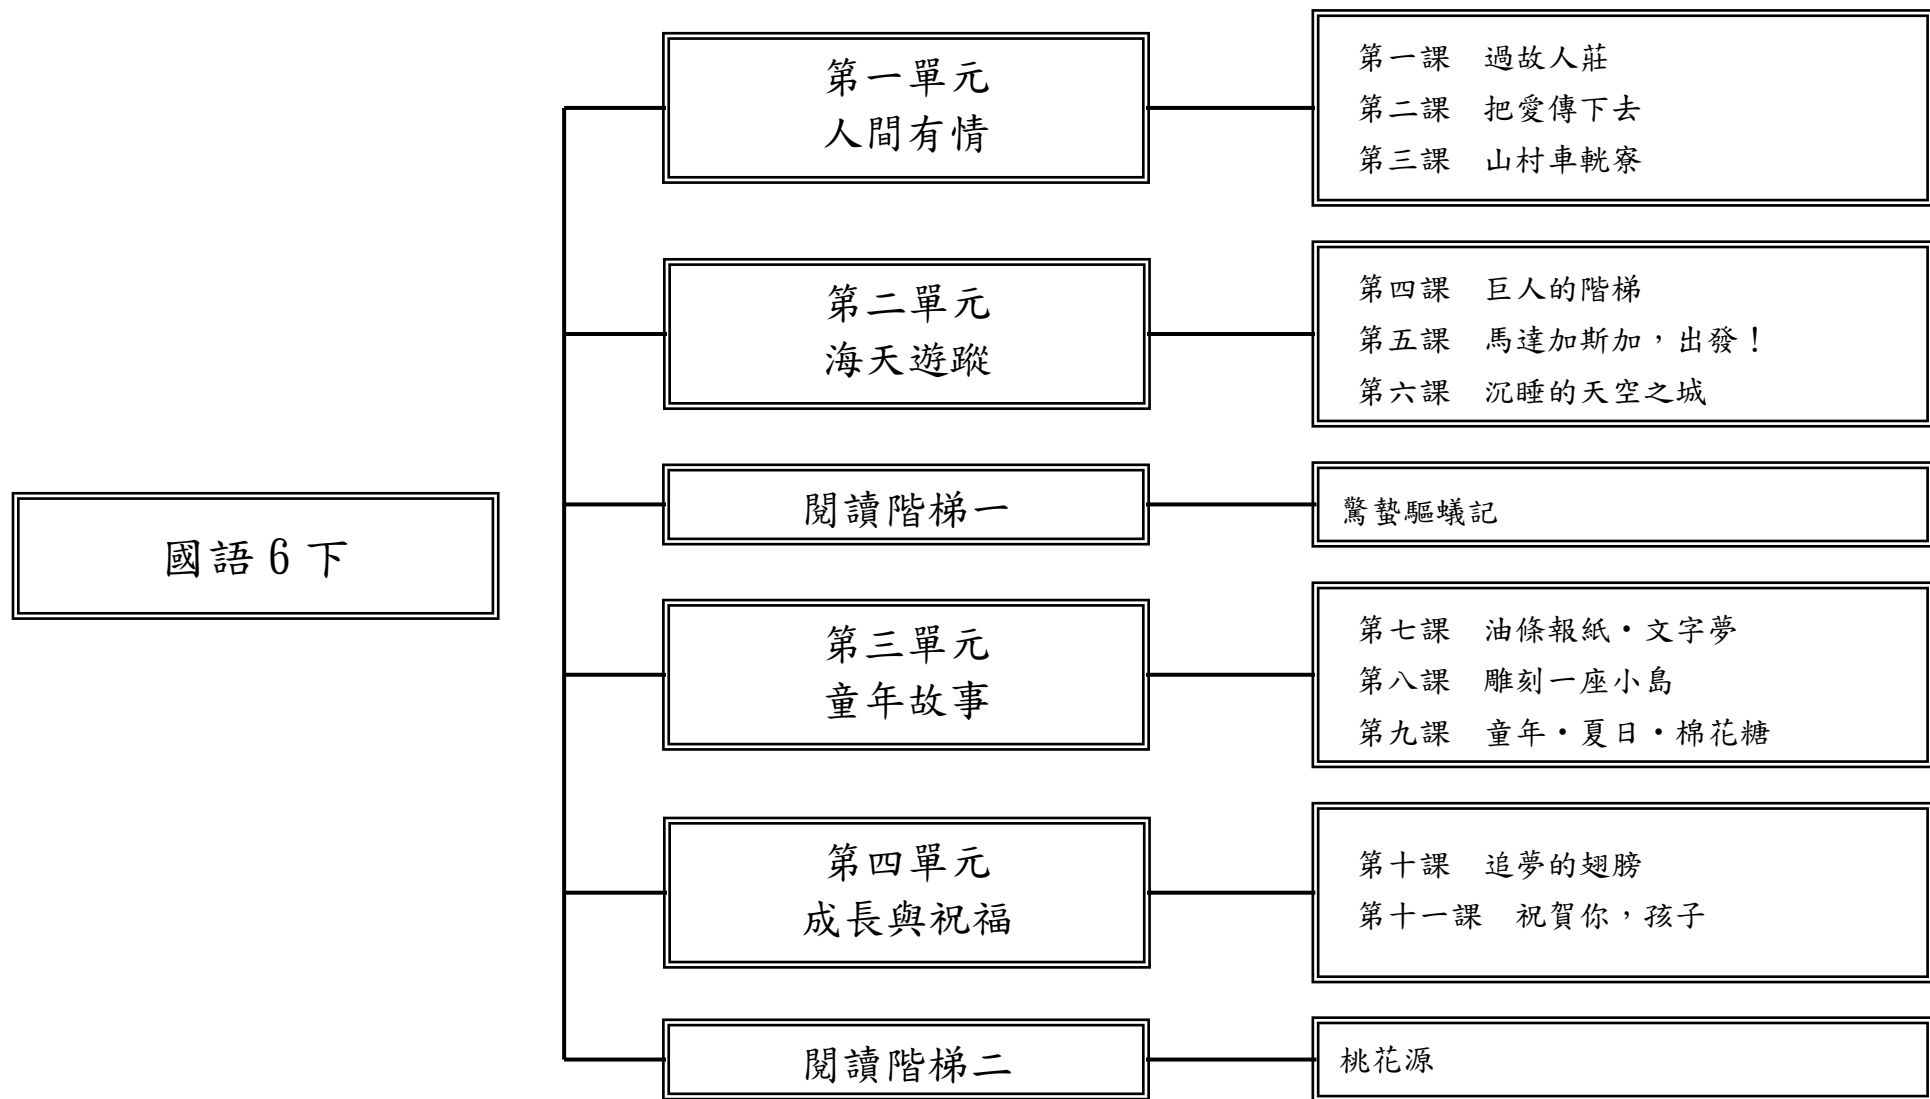 國語6下
第一單元
人間有情
第一課　過故人莊
第二課　把愛傳下去
第三課　山村車輄寮
第二單元
海天遊蹤
第四課　巨人的階梯
第五課　馬達加斯加，出發！
第六課　沉睡的天空之城
閱讀階梯一
驚蟄驅蟻記
第三單元
童年故事
第七課　油條報紙‧文字夢
第八課　雕刻一座小島
第九課　童年‧夏日‧棉花糖
第四單元
成長與祝福
第十課　追夢的翅膀
第十一課　祝賀你，孩子
閱讀階梯二
桃花源